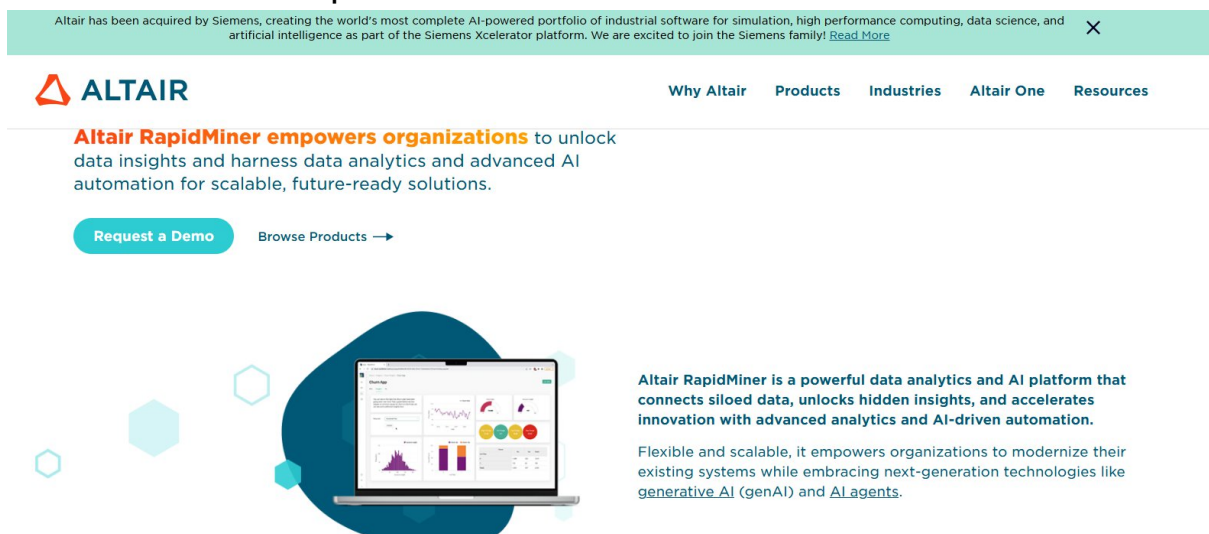 Altair has been acquired by Siemens, creating the world's most complete AI-powered portfolio of industrial software for simulation, high performance computing, data science, and
artificial intelligence as part of the Siemens Xcelerator platform. We are excited to join the Siemens family! Read More
ALTAIR
Why Altair Products Industries Altair One Resources
Altair RapidMiner empowers organizations to unlock
data insights and harness data analytics and advanced AI
automation for scalable, future-ready solutions.
Request a Demo Browse Products
Churn App
Altair RapidMiner is a powerful data analytics and AI platform that
connects siloed data, unlocks hidden insights, and accelerates
innovation with advanced analytics and AI-driven automation.
Flexible and scalable, it empowers organizations to modernize their
existing systems while embracing next-generation technologies like
generative AI (genAI) and AI agents.